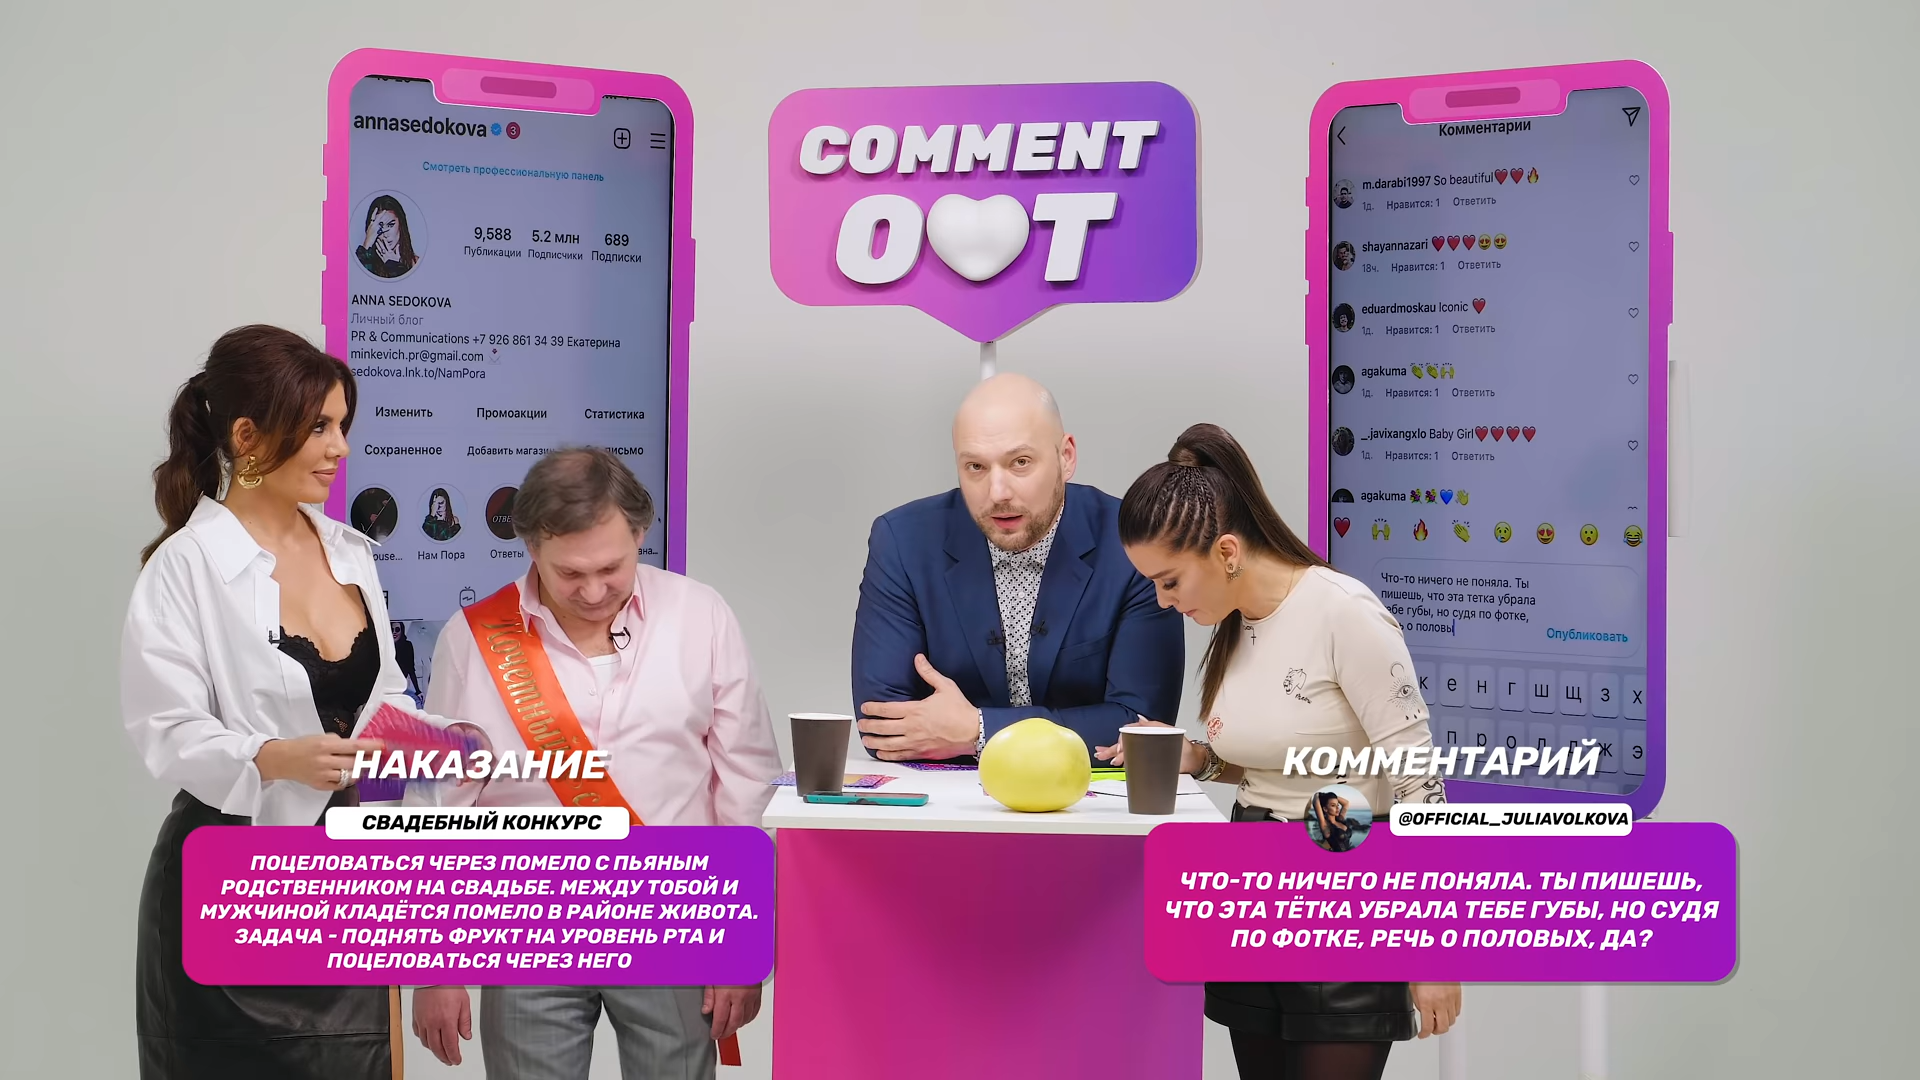 annasedokova 3
Смотреть профессиональную панель
9,588 5.2 млн 689
Публикации Подписчики Подписки
ANNA SEDOKOVA
Личный блог
PR & Communications +7 926 861 34 39 Екатерина
minkevich.pr@gmail.com
sedokova.lnk.to/NamPora
Изменить Промоакции Статистика
Сохраненное Добавить магази
Нам Пора Ответы
COMMENT
OUT
Комментарии
m.darabi1997 So beautiful❤️❤️🔥
1д. Нравится: 1 Ответить
shayannazari ❤️❤️❤️😍😍
18ч. Нравится: 1 Ответить
eduardmoskau Iconic ❤️
1д. Нравится: 1 Ответить
agakuma 👏👏🙌
1д. Нравится: 1 Ответить
_.javixangxlo Baby Girl❤️❤️❤️❤️
1д. Нравится: 1 Ответить
agakuma
Что-то ничего не поняла. Ты
пишешь, что эта тетка убрала
тебе губы, но судя по фотке,
о половы
Опубликовать
к е н г ш щ з х
п р о л д ж э
Почетный
НАКАЗАНИЕ
СВАДЕБНЫЙ КОНКУРС
ПОЦЕЛОВАТЬСЯ ЧЕРЕЗ ПОМЕЛО С ПЬЯНЫМ
РОДСТВЕННИКОМ НА СВАДЬБЕ. МЕЖДУ ТОБОЙ И
МУЖЧИНОЙ КЛАДЁТСЯ ПОМЕЛО В РАЙОНЕ ЖИВОТА.
ЗАДАЧА - ПОДНЯТЬ ФРУКТ НА УРОВЕНЬ РТА И
ПОЦЕЛОВАТЬСЯ ЧЕРЕЗ НЕГО
КОММЕНТАРИЙ
@OFFICIAL_JULIAVOLKOVA
ЧТО-ТО НИЧЕГО НЕ ПОНЯЛА. ТЫ ПИШЕШЬ,
ЧТО ЭТА ТЁТКА УБРАЛА ТЕБЕ ГУБЫ, НО СУДЯ
ПО ФОТКЕ, РЕЧЬ О ПОЛОВЫХ, ДА?